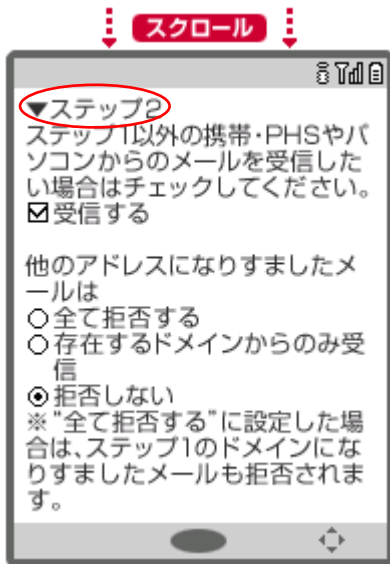 スクロール
▼ステップ2
ステップ1以外の携帯・PHSやパ
ソコンからのメールを受信した
い場合はチェックしてください。
☑受信する
他のアドレスになりすましたメ
ールは
○全て拒否する
○存在するドメインからのみ受
信
◉拒否しない
※"全て拒否する"に設定した場
合は、ステップ1のドメインにな
りすましたメールも拒否されま
す。